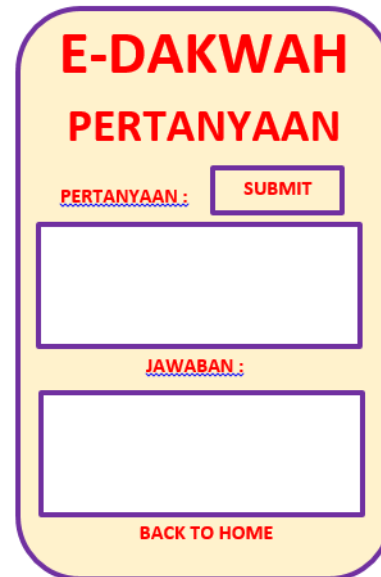 E-DAKWAH
PERTANYAAN
PERTANYAAN : SUBMIT
JAWABAN :
BACK TO HOME